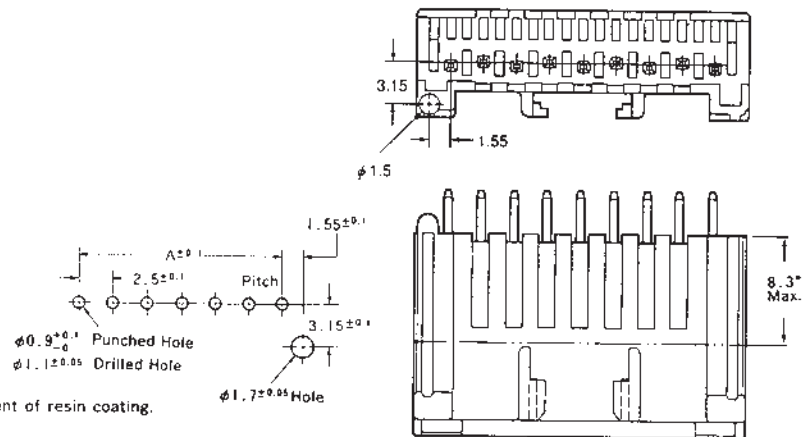 3.15
1.55
ϕ1.5
1.55±0.1
A±0.1
2.5±0.1
Pitch
8.3*
Max.
3.15±0.1
ϕ0.9+0.1 -0 Punched Hole
ϕ1.1±0.05 Drilled Hole
ϕ1.7±0.05 Hole
nt of resin coating.